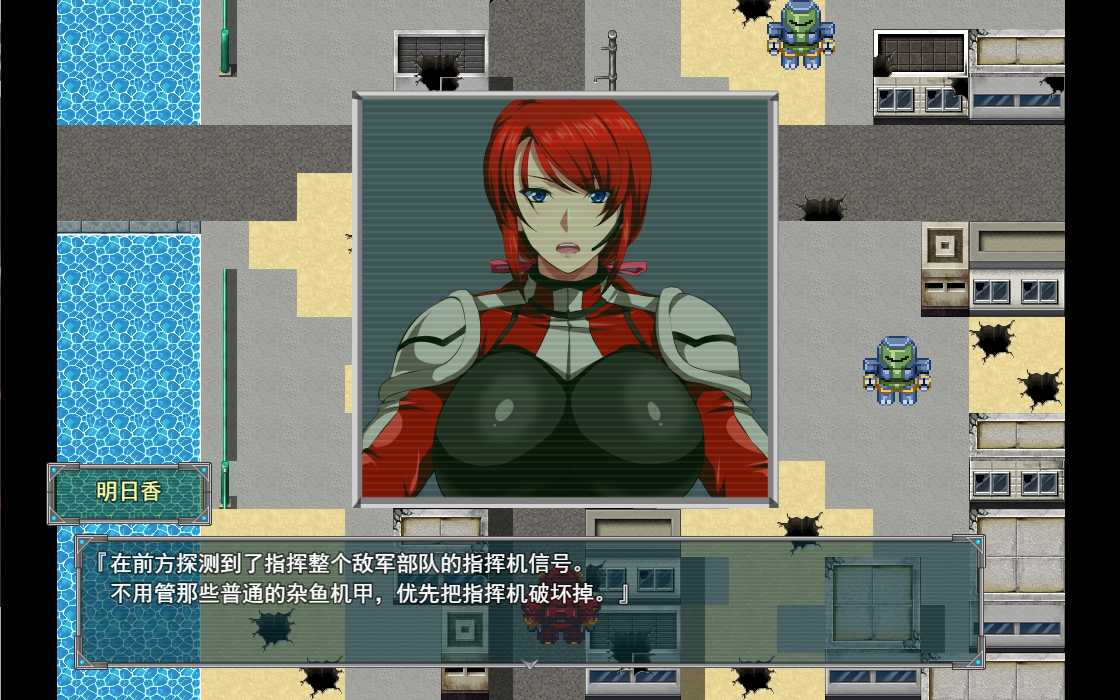 明日香
『在前方探测到了指挥整个敌军部队的指挥机信号。
不用管那些普通的杂鱼机甲，优先把指挥机破坏掉。』